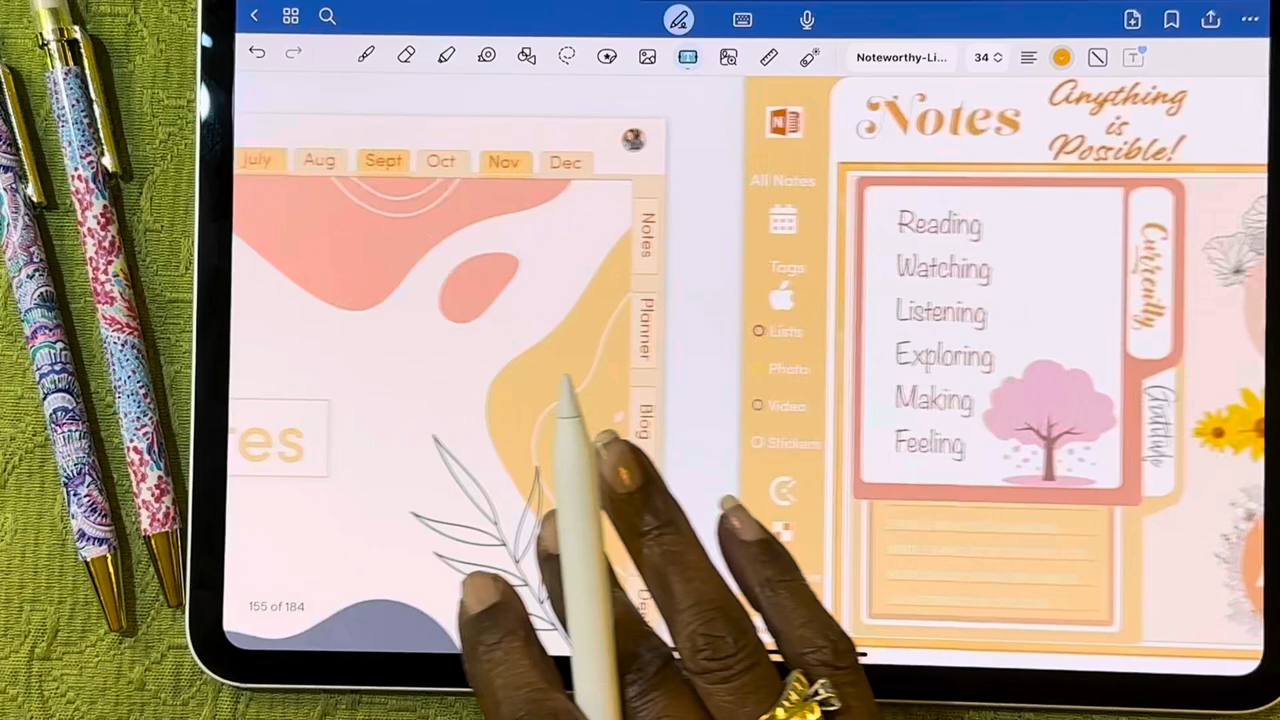 Noteworthy-Li...
34
July
Aug
Sept
Oct
Nov
Dec
Notes
Planner
Blog
res
155 of 184
All Notes
Tags
Lists
Photo
Video
Stickers
Notes
Anything
is
Possible!
Reading
Watching
Listening
Exploring
Making
Feeling
Currently
Gratitude